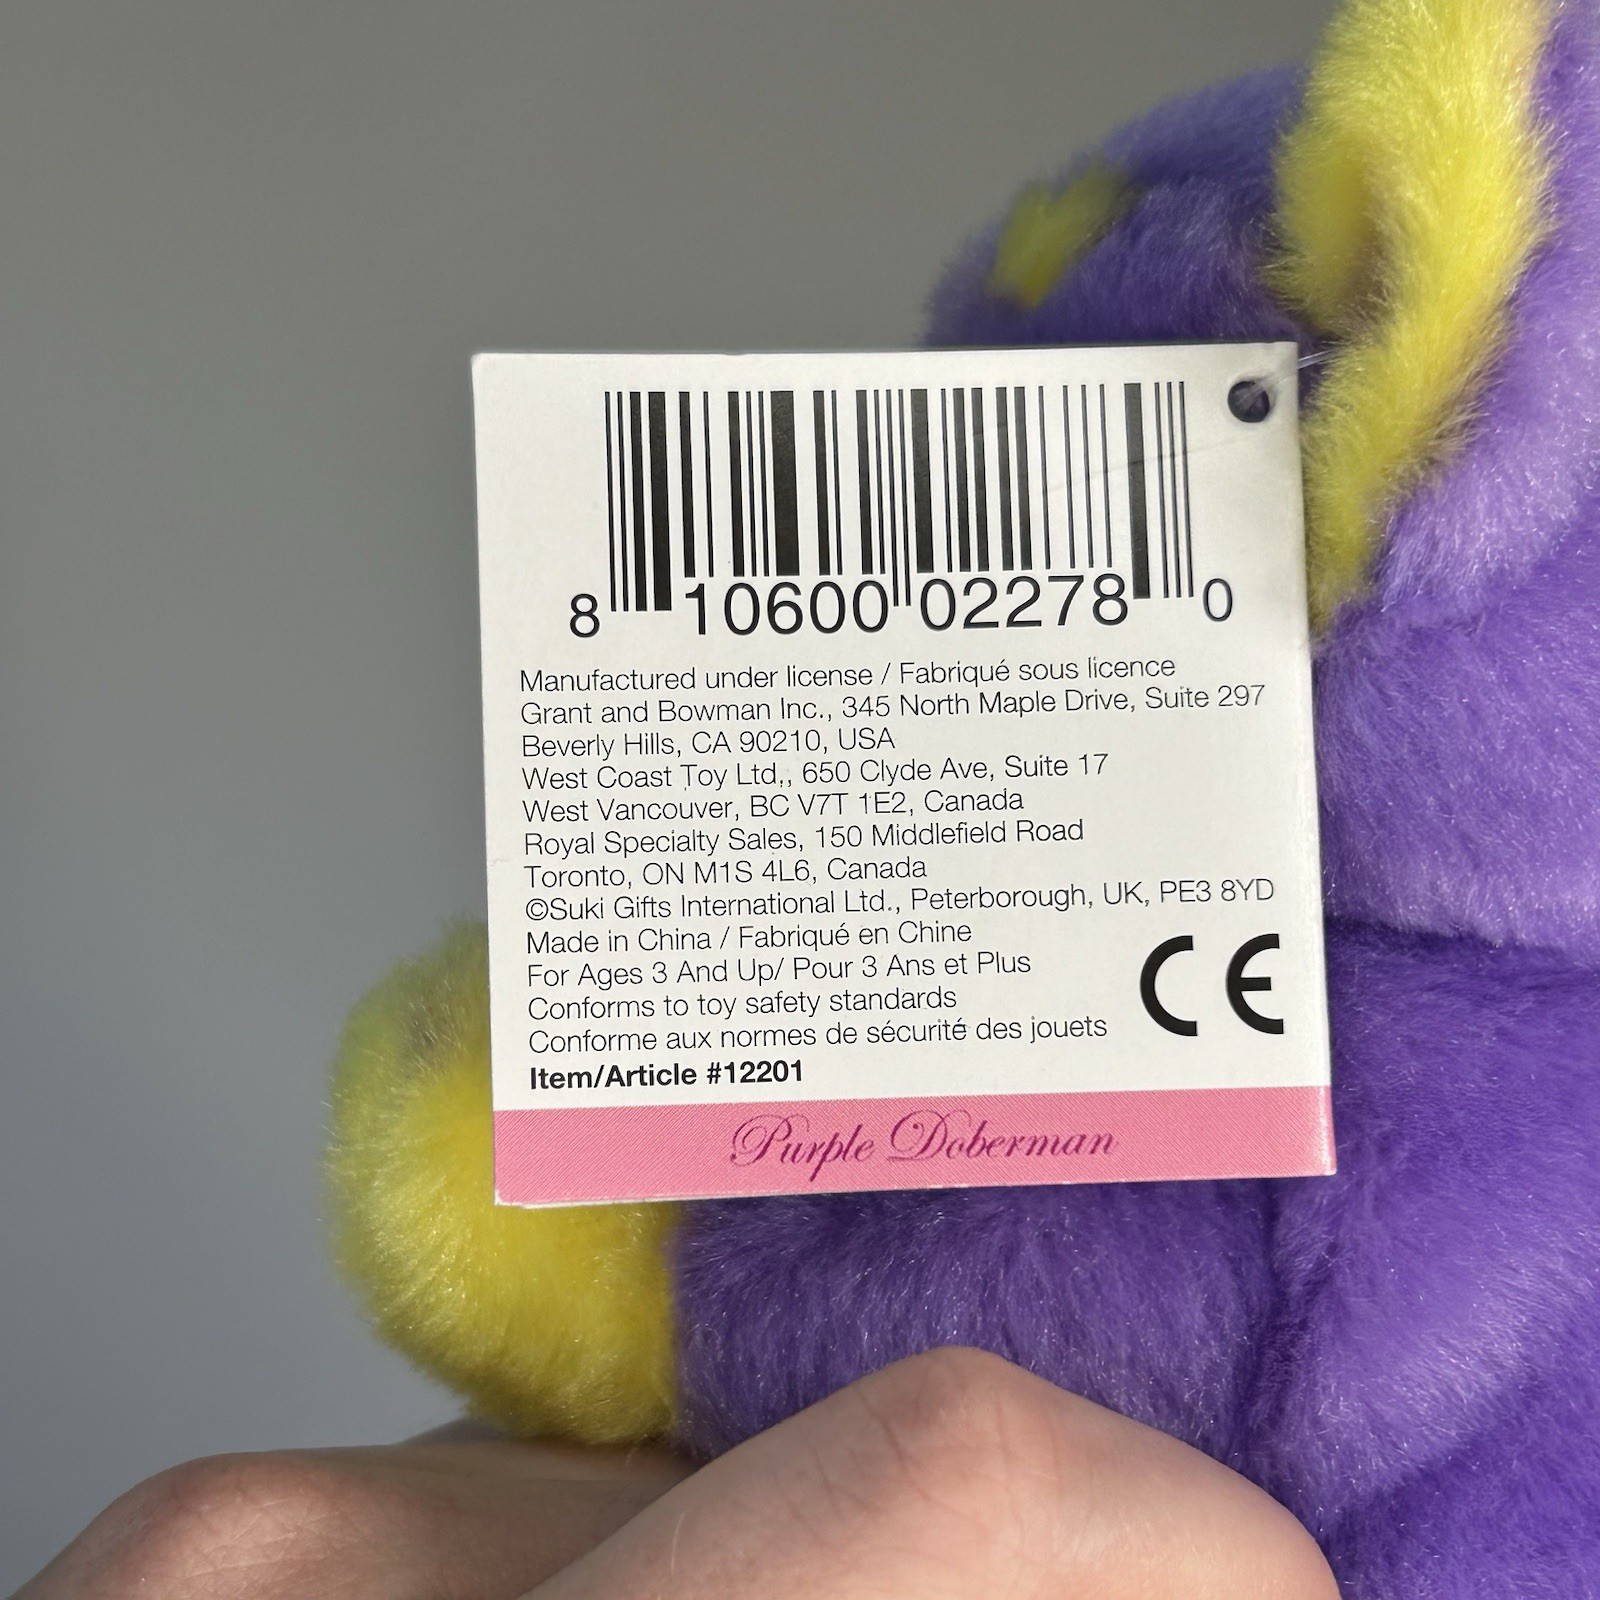 8 10600 02278 0
Manufactured under license / Fabriqué sous licence
Grant and Bowman Inc., 345 North Maple Drive, Suite 297
Beverly Hills, CA 90210, USA
West Coast Toy Ltd,, 650 Clyde Ave, Suite 17
West Vancouver, BC V7T 1E2, Canada
Royal Specialty Sales, 150 Middlefield Road
Toronto, ON M1S 4L6, Canada
©Suki Gifts International Ltd., Peterborough, UK, PE3 8YD
Made in China / Fabriqué en Chine
For Ages 3 And Up/ Pour 3 Ans et Plus
Conforms to toy safety standards
Conforme aux normes de sécurité des jouets
CE
Item/Article #12201
Purple Doberman